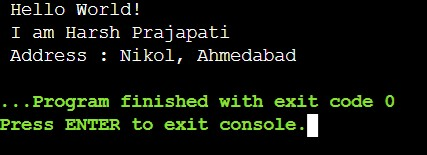 Hello World!
I am Harsh Prajapati
Address : Nikol, Ahmedabad
...Program finished with exit code 0
Press ENTER to exit console.